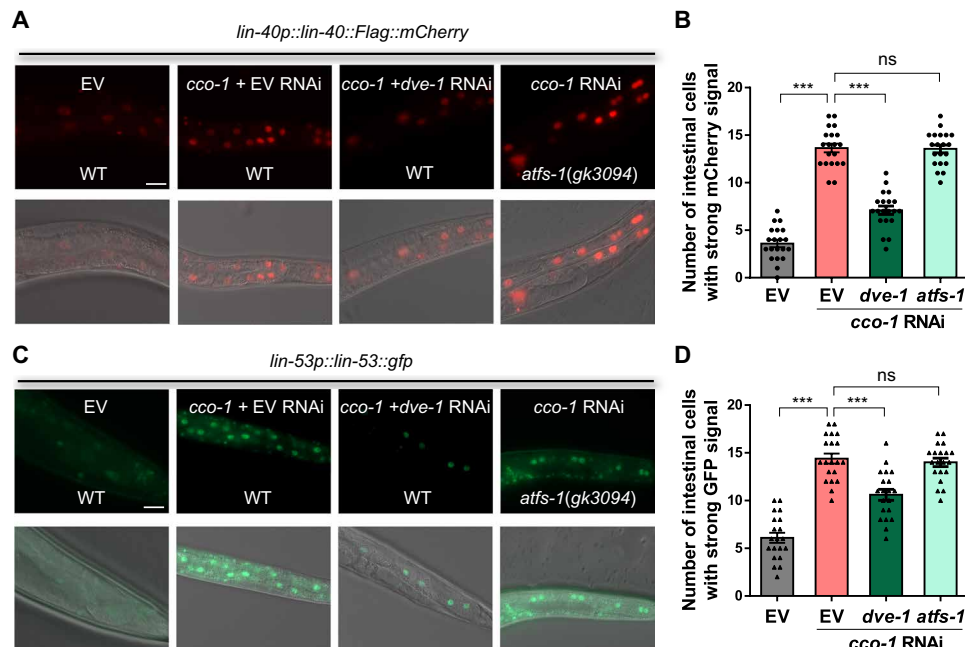 A
lin-40p::lin-40::Flag::mCherry
EV
cco-1 + EV RNAi
cco-1 +dve-1 RNAi
cco-1 RNAi
WT
WT
WT
atfs-1(gk3094)
B
Number of intestinal cells
with strong mCherry signal
20
15
10
5
0
ns
***
***
EV
EV
dve-1
atfs-1
cco-1 RNAi
C
lin-53p::lin-53::gfp
EV
cco-1 + EV RNAi
cco-1 +dve-1 RNAi
cco-1 RNAi
WT
WT
WT
atfs-1(gk3094)
D
Number of intestinal cells
with strong GFP signal
20
15
10
5
0
ns
***
***
EV
EV
dve-1
atfs-1
cco-1 RNAi